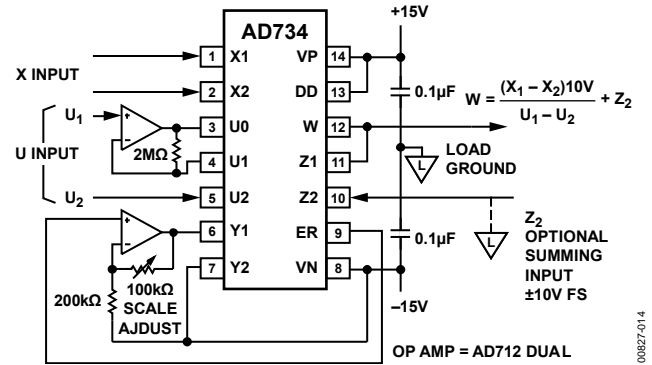 AD734
+15V
X INPUT
1 X1
VP 14
2 X2
DD 13
0.1µF
W = (X1 – X2)10V / U1 – U2 + Z2
U1
+
–
3 U0
W 12
U INPUT
2MΩ
4 U1
Z1 11
L
LOAD
GROUND
U2
5 U2
Z2 10
+
–
6 Y1
ER 9
0.1µF
L
Z2
OPTIONAL
SUMMING
INPUT
±10V FS
7 Y2
VN 8
200kΩ
100kΩ
SCALE
AJDUST
–15V
OP AMP = AD712 DUAL
00827-014